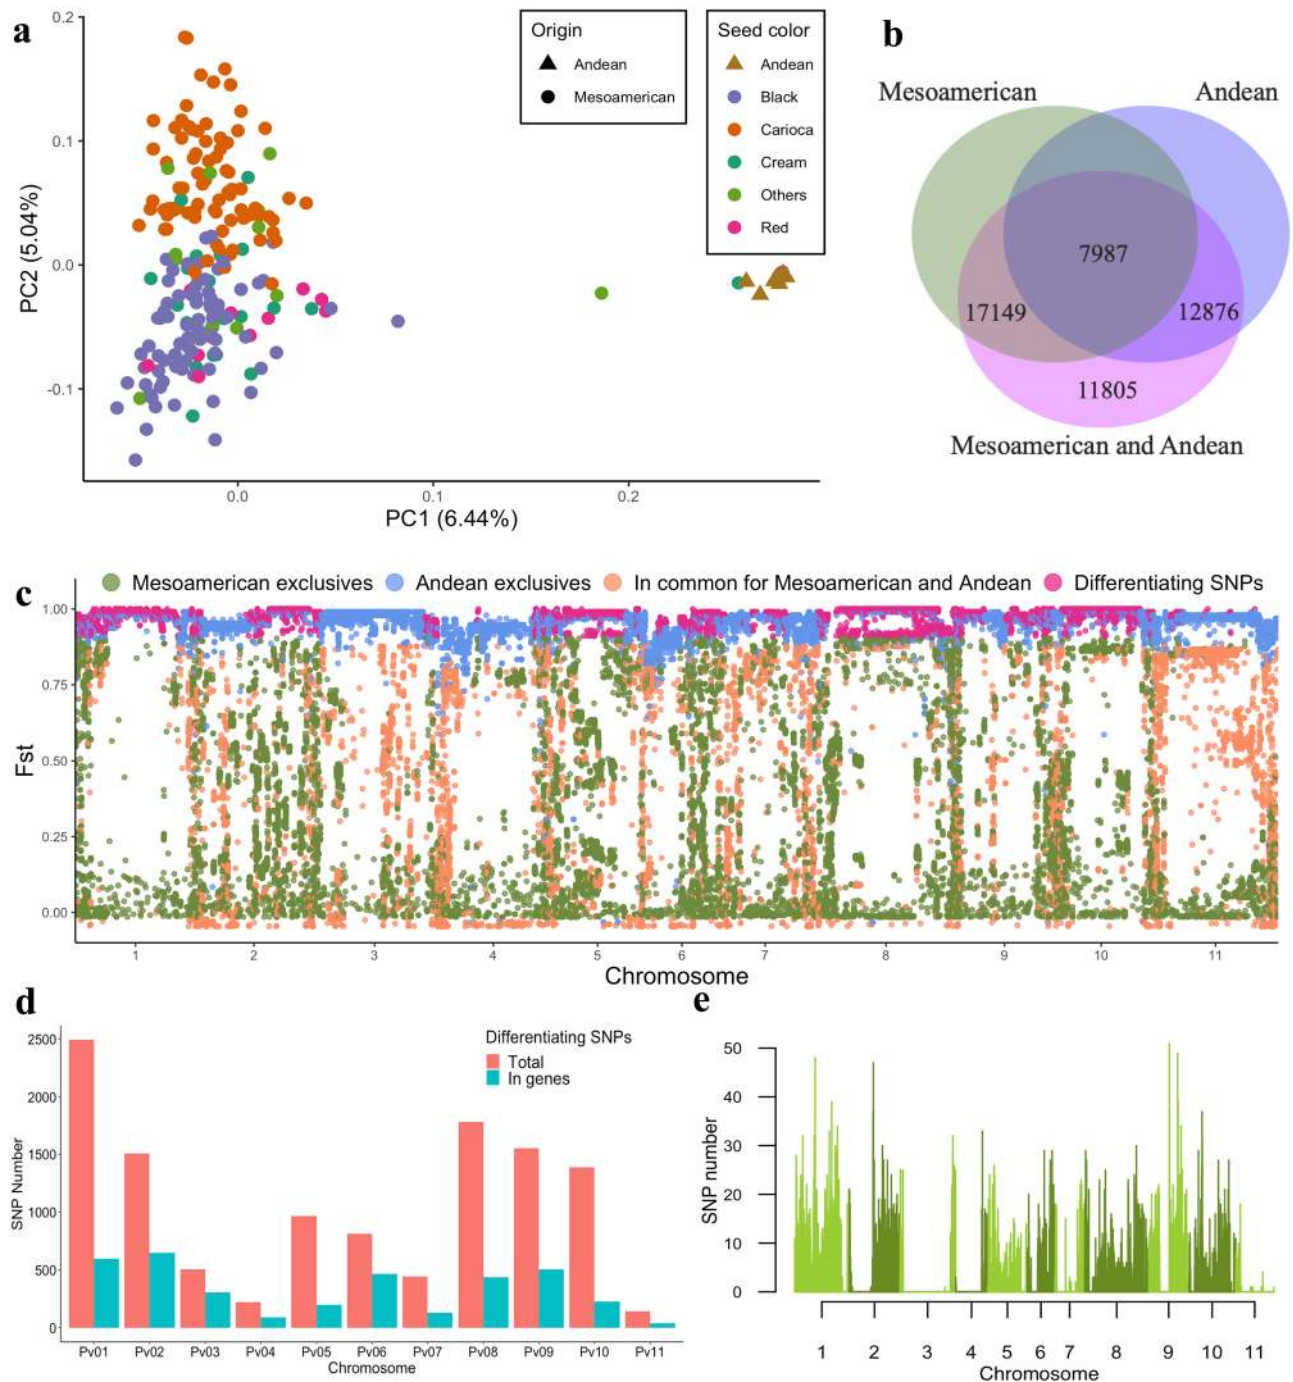 a
0.2
0.1
0.0
-0.1
PC2 (5.04%)
0.0
0.1
0.2
PC1 (6.44%)
Origin
Andean
Mesoamerican
Seed color
Andean
Black
Carioca
Cream
Others
Red
b
Mesoamerican
Andean
7987
17149
12876
11805
Mesoamerican and Andean
c
Mesoamerican exclusives
Andean exclusives
In common for Mesoamerican and Andean
Differentiating SNPs
1.00
0.75
0.50
0.25
0.00
Fst
1 2 3 4 5 6 7 8 9 10 11
Chromosome
d
2500
2000
1500
1000
500
0
SNP Number
Differentiating SNPs
Total
In genes
Pv01 Pv02 Pv03 Pv04 Pv05 Pv06 Pv07 Pv08 Pv09 Pv10 Pv11
Chromosome
e
50
40
30
20
10
0
SNP number
1 2 3 4 5 6 7 8 9 10 11
Chromosome